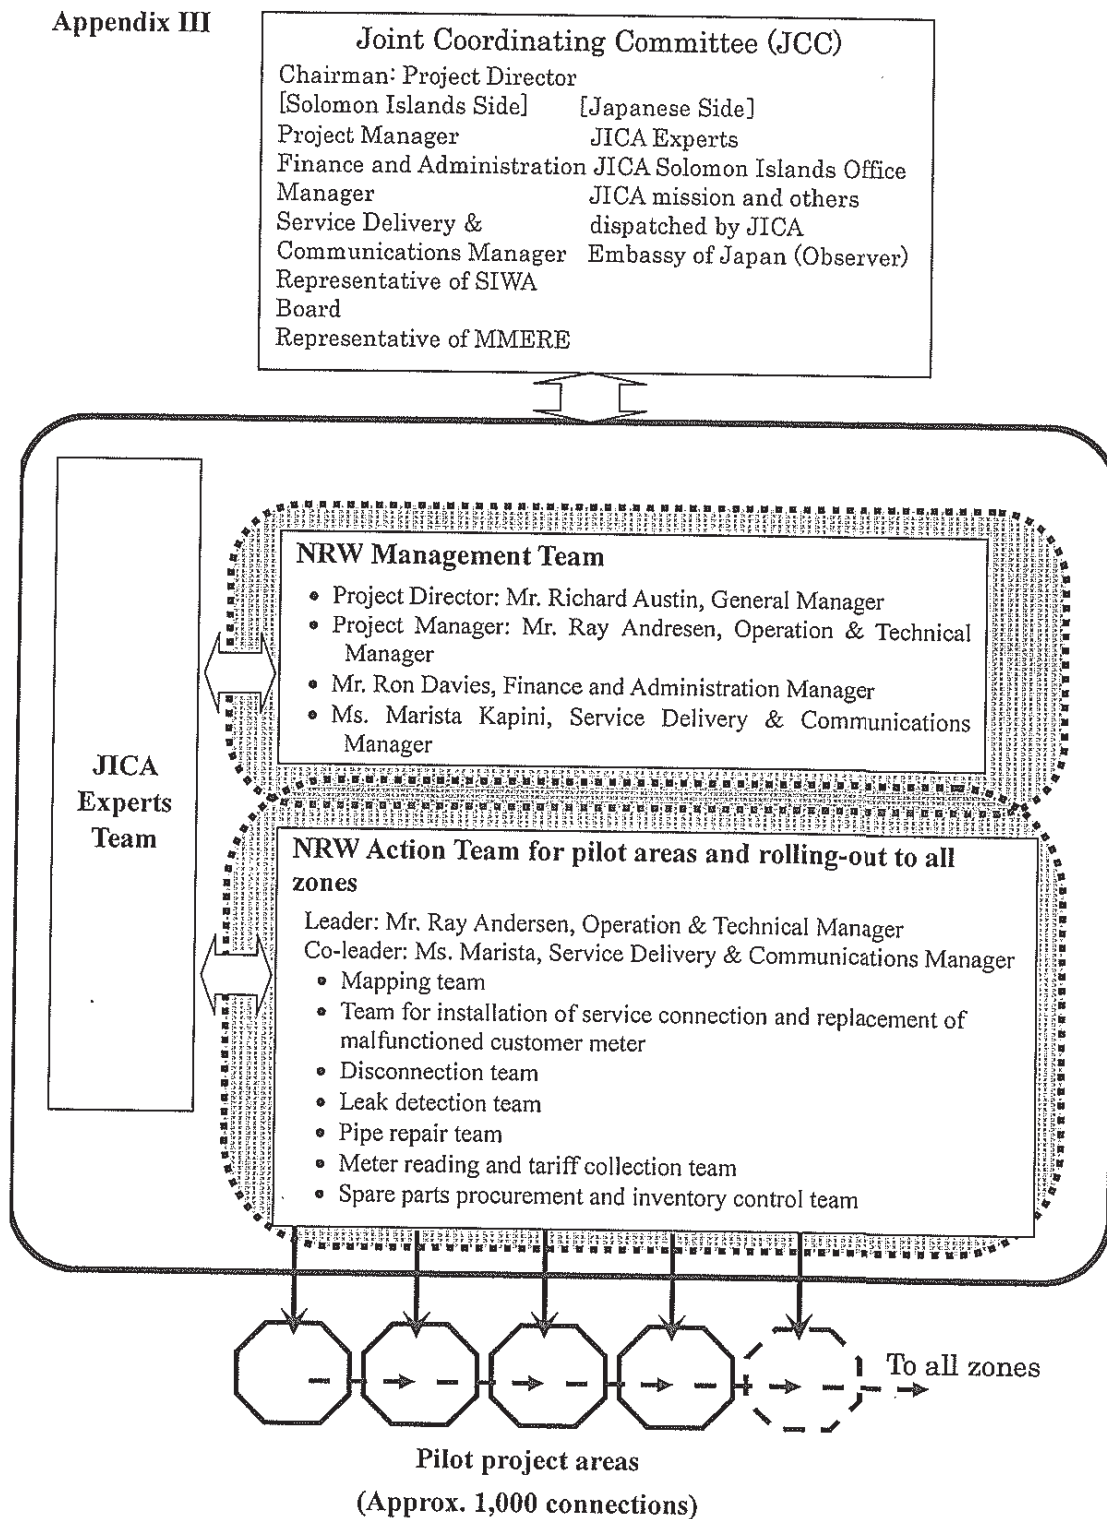 Appendix III
Joint Coordinating Committee (JCC)
Chairman: Project Director
[Solomon Islands Side] [Japanese Side]
Project Manager JICA Experts
Finance and Administration JICA Solomon Islands Office
Manager JICA mission and others
Service Delivery & dispatched by JICA
Communications Manager Embassy of Japan (Observer)
Representative of SIWA
Board
Representative of MMERE
JICA
Experts
Team
NRW Management Team
• Project Director: Mr. Richard Austin, General Manager
• Project Manager: Mr. Ray Andresen, Operation & Technical
Manager
• Mr. Ron Davies, Finance and Administration Manager
• Ms. Marista Kapini, Service Delivery & Communications
Manager
NRW Action Team for pilot areas and rolling-out to all
zones
Leader: Mr. Ray Andersen, Operation & Technical Manager
Co-leader: Ms. Marista, Service Delivery & Communications Manager
• Mapping team
• Team for installation of service connection and replacement of
malfunctioned customer meter
• Disconnection team
• Leak detection team
• Pipe repair team
• Meter reading and tariff collection team
• Spare parts procurement and inventory control team
To all zones
Pilot project areas
(Approx. 1,000 connections)